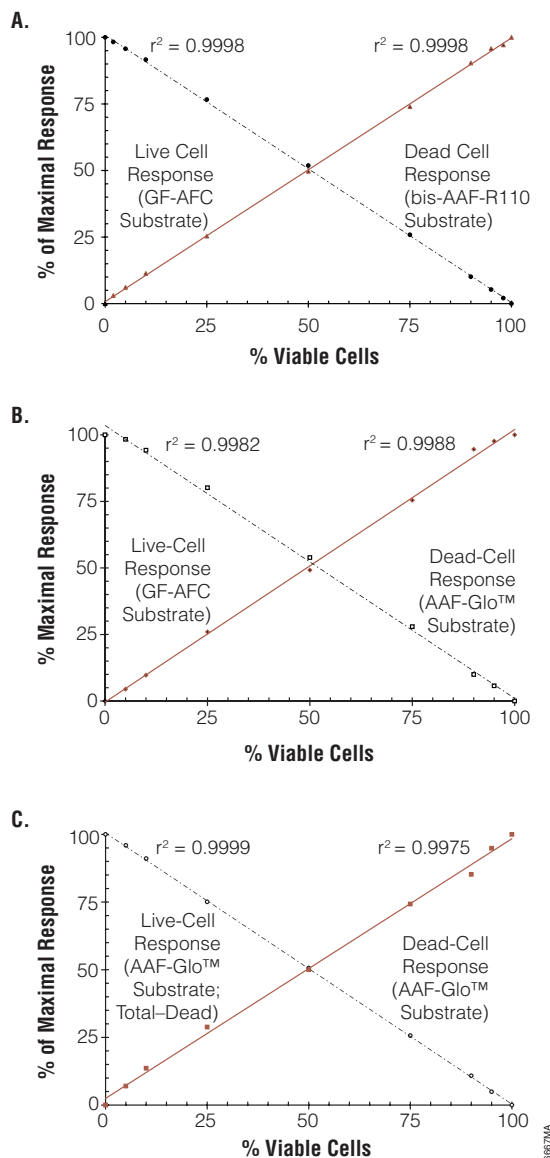 A.
% of Maximal Response
100
75
50
25
0
r² = 0.9998
r² = 0.9998
Live Cell
Response
(GF-AFC
Substrate)
Dead Cell
Response
(bis-AAF-R110
Substrate)
0
25
50
75
100
% Viable Cells
B.
% Maximal Response
100
75
50
25
0
r² = 0.9982
r² = 0.9988
Live-Cell
Response
(GF-AFC
Substrate)
Dead-Cell
Response
(AAF-Glo™
Substrate)
0
25
50
75
100
% Viable Cells
C.
% of Maximal Response
100
75
50
25
0
r² = 0.9999
r² = 0.9975
Live-Cell
Response
(AAF-Glo™
Substrate;
Total–Dead)
Dead-Cell
Response
(AAF-Glo™
Substrate)
0
25
50
75
100
% Viable Cells